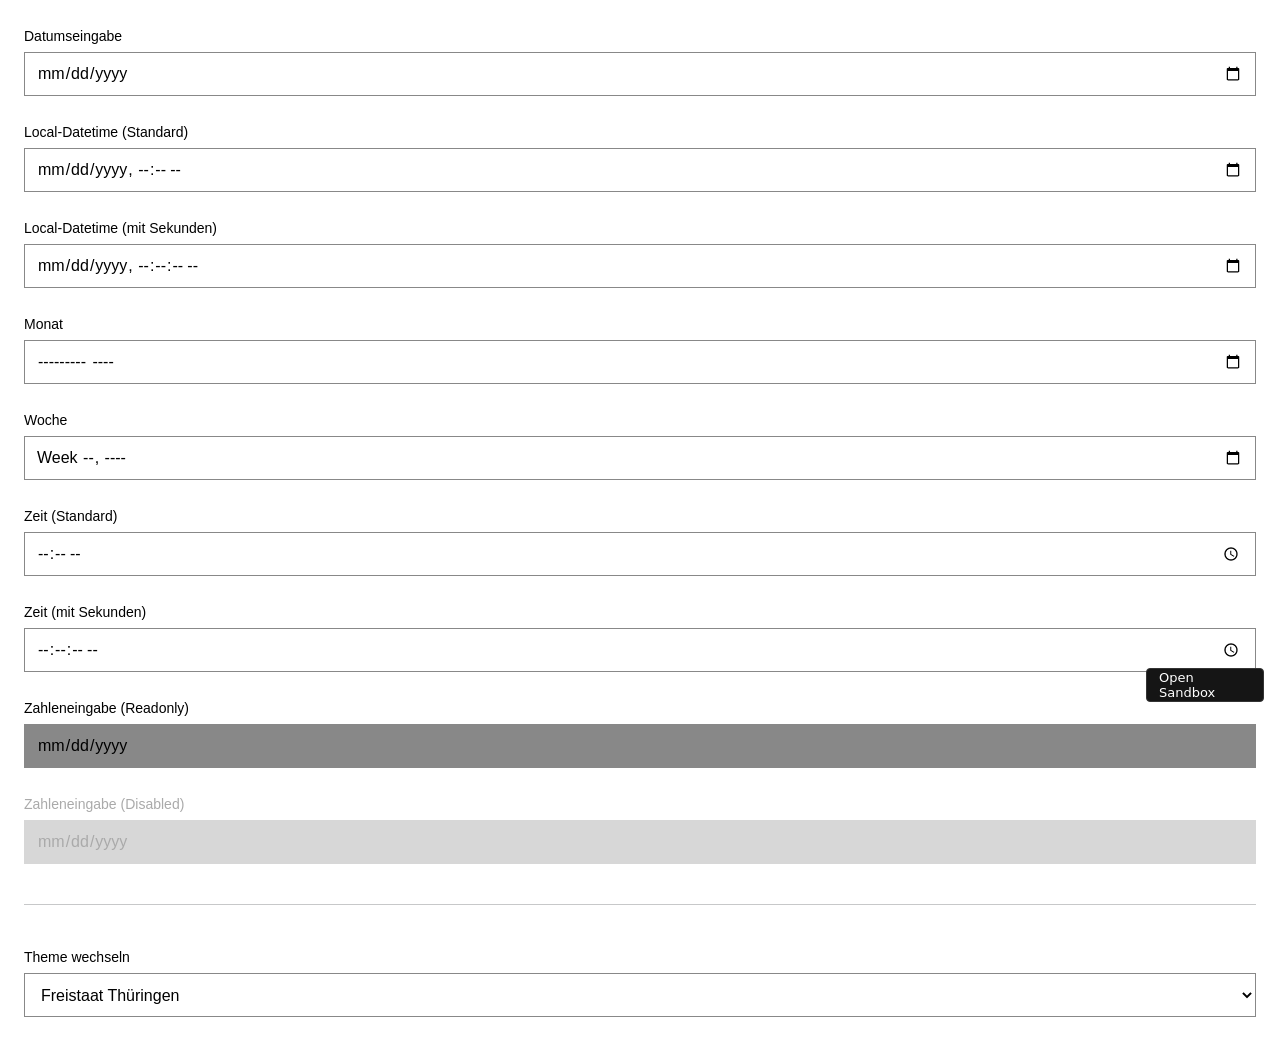 Datumseingabe
mm/dd/yyyy
Local-Datetime (Standard)
mm/dd/yyyy, --:-- --
Local-Datetime (mit Sekunden)
mm/dd/yyyy, --:--:-- --
Monat
--------- ----
Woche
Week --, ----
Zeit (Standard)
--:-- --
Zeit (mit Sekunden)
--:--:-- --
Open
Sandbox
Zahleneingabe (Readonly)
mm/dd/yyyy
Zahleneingabe (Disabled)
mm/dd/yyyy
Theme wechseln
Freistaat Thüringen